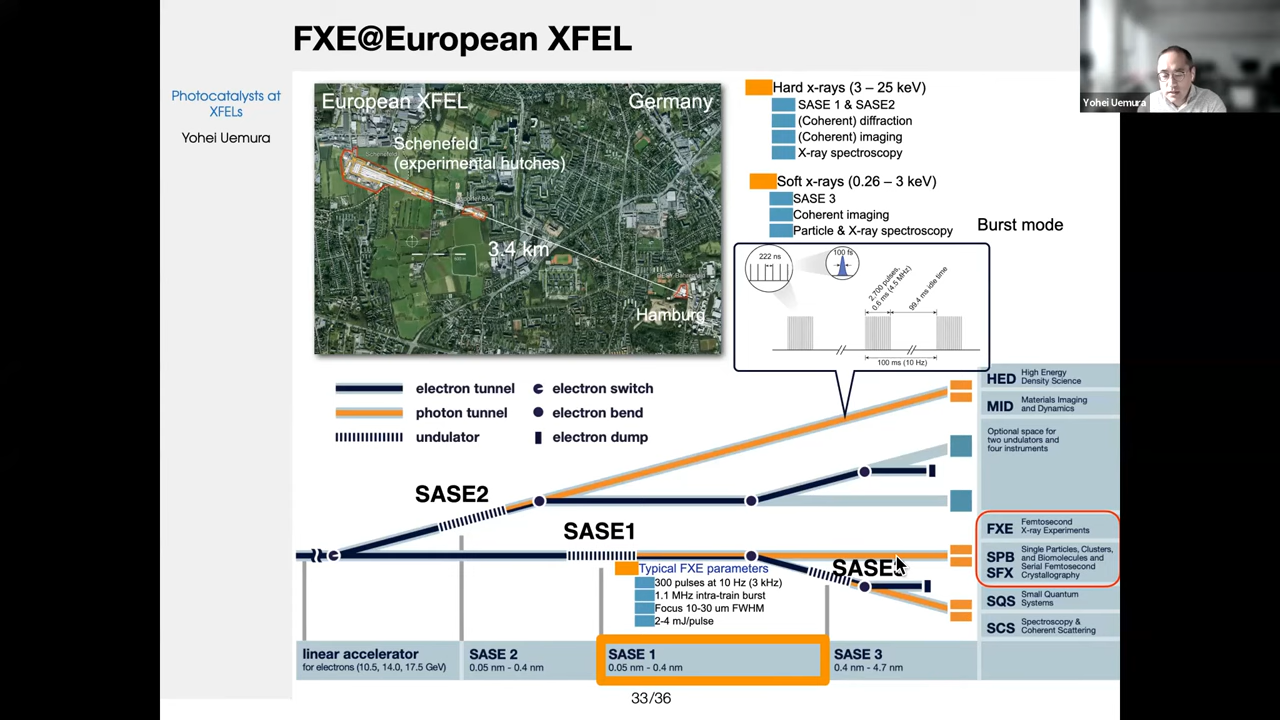 FXE@European XFEL
Photocatalysts at
XFELs
Yohei Uemura
Yohei Uemura
European XFEL
Germany
Schenefeld
(experimental hutches)
3.4 km
Hamburg
Hard x-rays (3 – 25 keV)
SASE 1 & SASE2
(Coherent) diffraction
(Coherent) imaging
X-ray spectroscopy
Soft x-rays (0.26 – 3 keV)
SASE 3
Coherent imaging
Particle & X-ray spectroscopy
Burst mode
222 ns
100 fs
2,700 pulses,
0.6 ms (4.5 MHz)
99.4 ms idle time
100 ms (10 Hz)
electron tunnel
electron switch
photon tunnel
electron bend
undulator
electron dump
SASE2
SASE1
SASE
Typical FXE parameters
300 pulses at 10 Hz (3 kHz)
1.1 MHz intra-train burst
Focus 10-30 um FWHM
2-4 mJ/pulse
HED High Energy
Density Science
MID Materials Imaging
and Dynamics
Optional space for
two undulators and
four instruments
FXE Femtosecond
X-ray Experiments
SPB Single Particles, Clusters,
and Biomolecules and
SFX Serial Femtosecond
Crystallography
SQS Small Quantum
Systems
SCS Spectroscopy &
Coherent Scattering
linear accelerator
for electrons (10.5, 14.0, 17.5 GeV)
SASE 2
0.05 nm - 0.4 nm
SASE 1
0.05 nm - 0.4 nm
SASE 3
0.4 nm - 4.7 nm
33/36